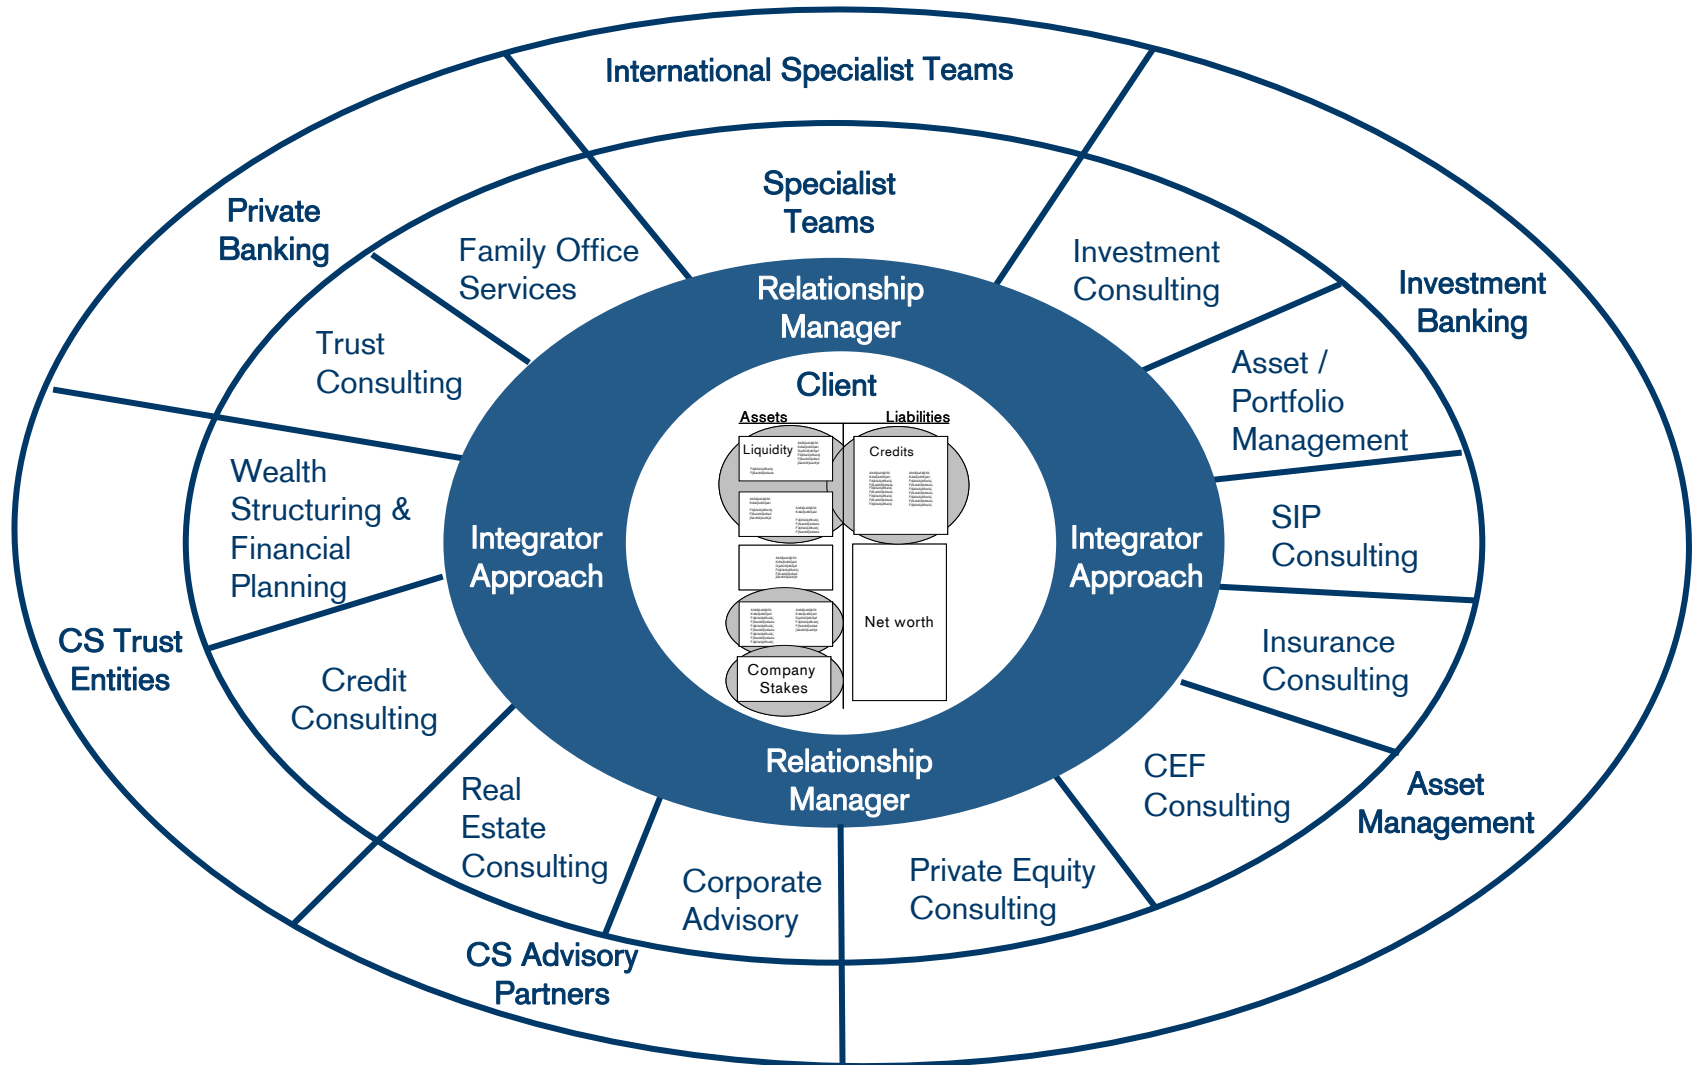 International Specialist Teams
Specialist
Teams
Private
Banking
Family Office
Services
Investment
Consulting
Investment
Banking
Relationship
Manager
Trust
Consulting
Asset /
Portfolio
Management
Client
Assets
Liabilities
Liquidity
Credits
Wealth
Structuring &
Financial
Planning
SIP
Consulting
Integrator
Approach
Integrator
Approach
Net worth
CS Trust
Entities
Insurance
Consulting
Credit
Consulting
Company
Stakes
Relationship
Manager
CEF
Consulting
Asset
Management
Real
Estate
Consulting
Corporate
Advisory
Private Equity
Consulting
CS Advisory
Partners